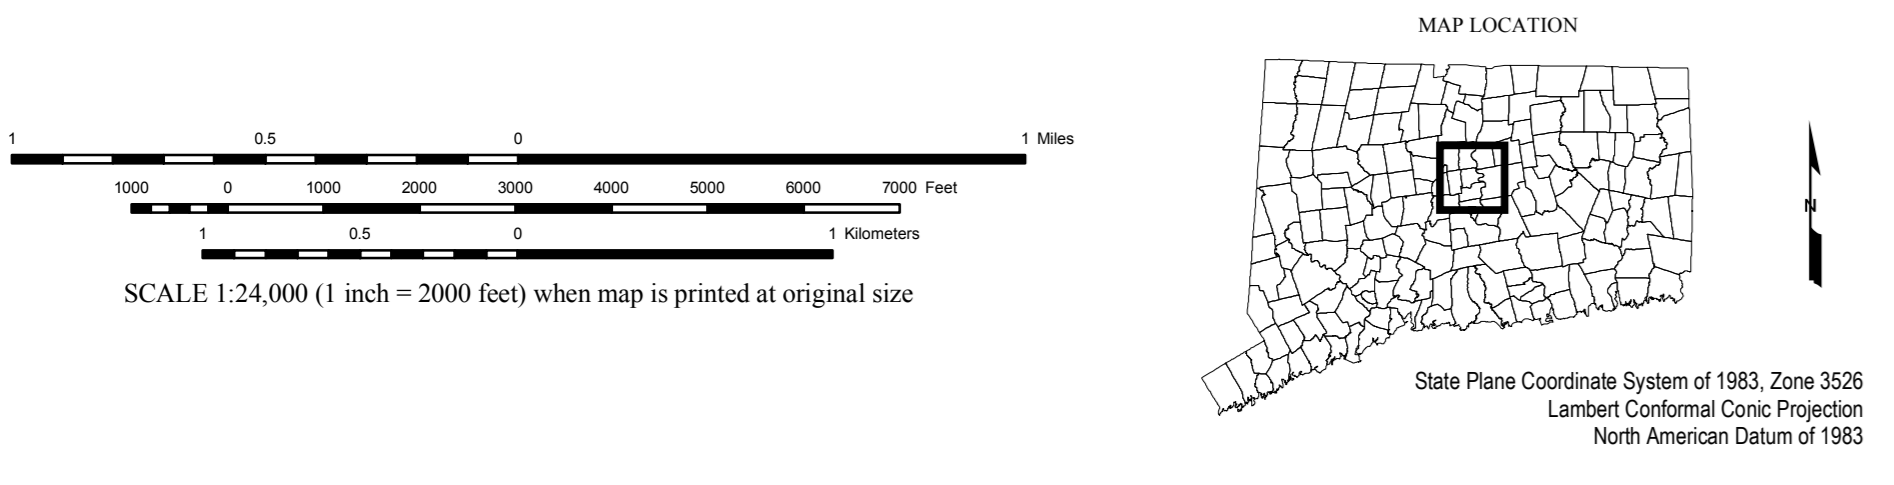 1 0.5 0 1 Miles
1000 0 1000 2000 3000 4000 5000 6000 7000 Feet
1 0.5 0 1 Kilometers
SCALE 1:24,000 (1 inch = 2000 feet) when map is printed at original size
MAP LOCATION
N
State Plane Coordinate System of 1983, Zone 3526
Lambert Conformal Conic Projection
North American Datum of 1983